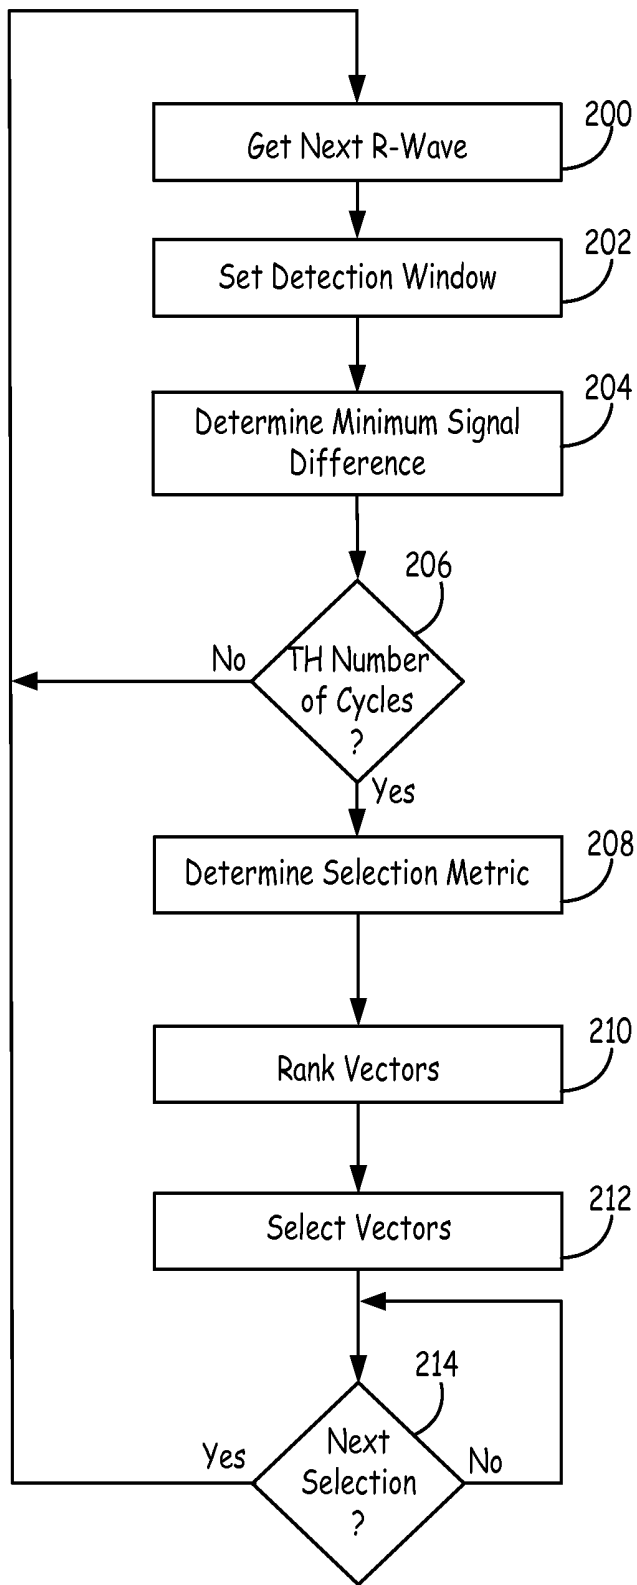 200
Get Next R-Wave
202
Set Detection Window
204
Determine Minimum Signal
Difference
206
No
TH Number
of Cycles
?
Yes
208
Determine Selection Metric
210
Rank Vectors
212
Select Vectors
214
Yes
Next
Selection
?
No